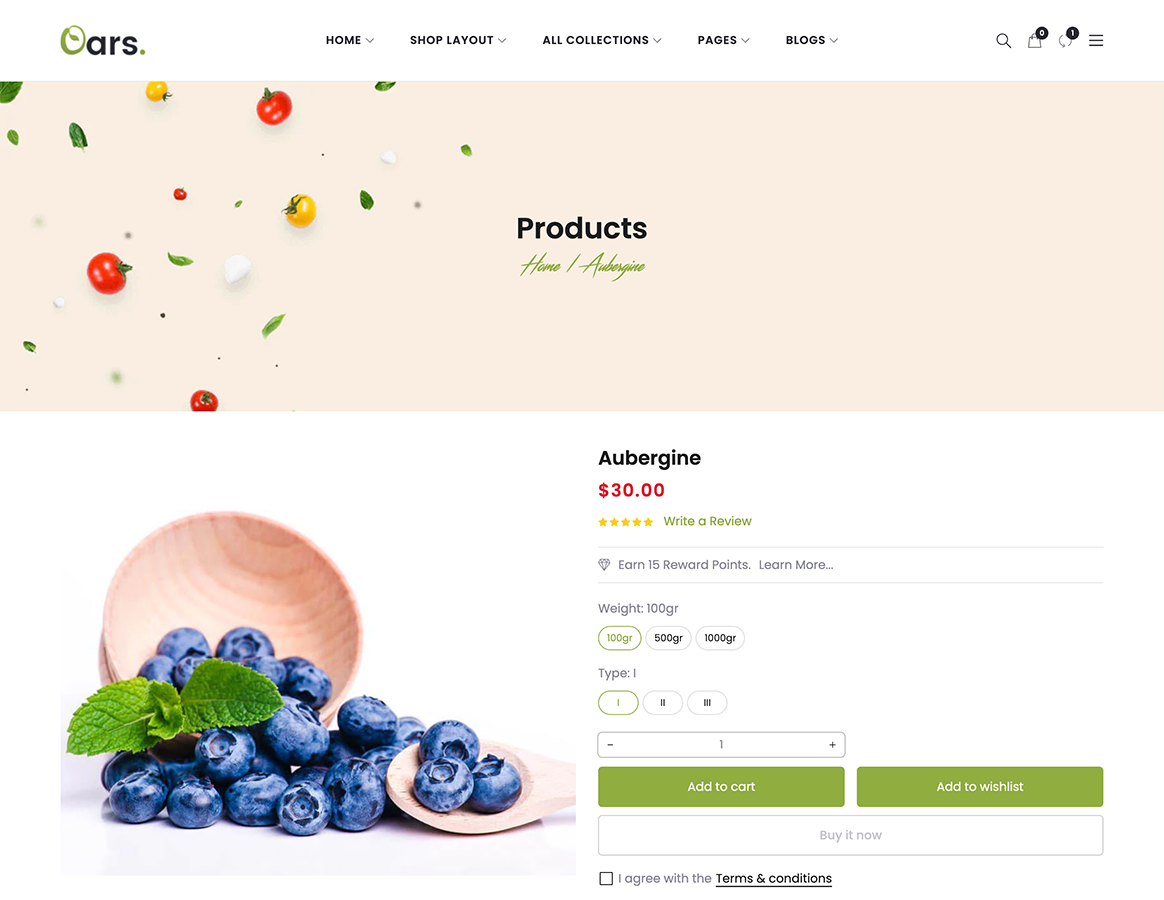 Oars.
HOME SHOP LAYOUT ALL COLLECTIONS PAGES BLOGS 0 1
Products
Home / Aubergine
Aubergine
$30.00
Write a Review
Earn 15 Reward Points. Learn More...
Weight: 100gr
100gr 500gr 1000gr
Type: I
I II III
- 1 +
Add to cart Add to wishlist
Buy it now
I agree with the Terms & conditions